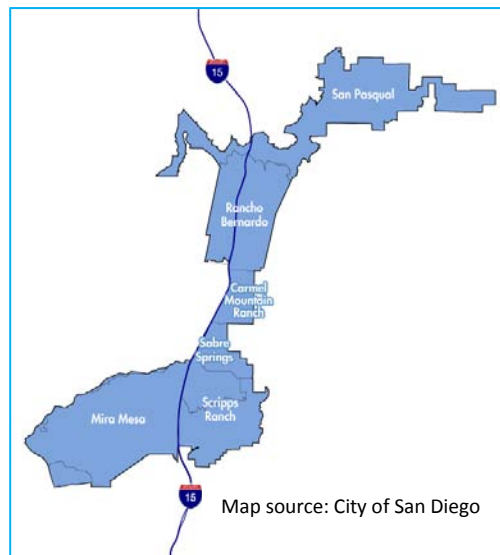 15
San Pasqual
Rancho
Bernardo
Carmel
Mountain
Ranch
Sabre
Springs
Scripps
Ranch
Mira Mesa
15
Map source: City of San Diego